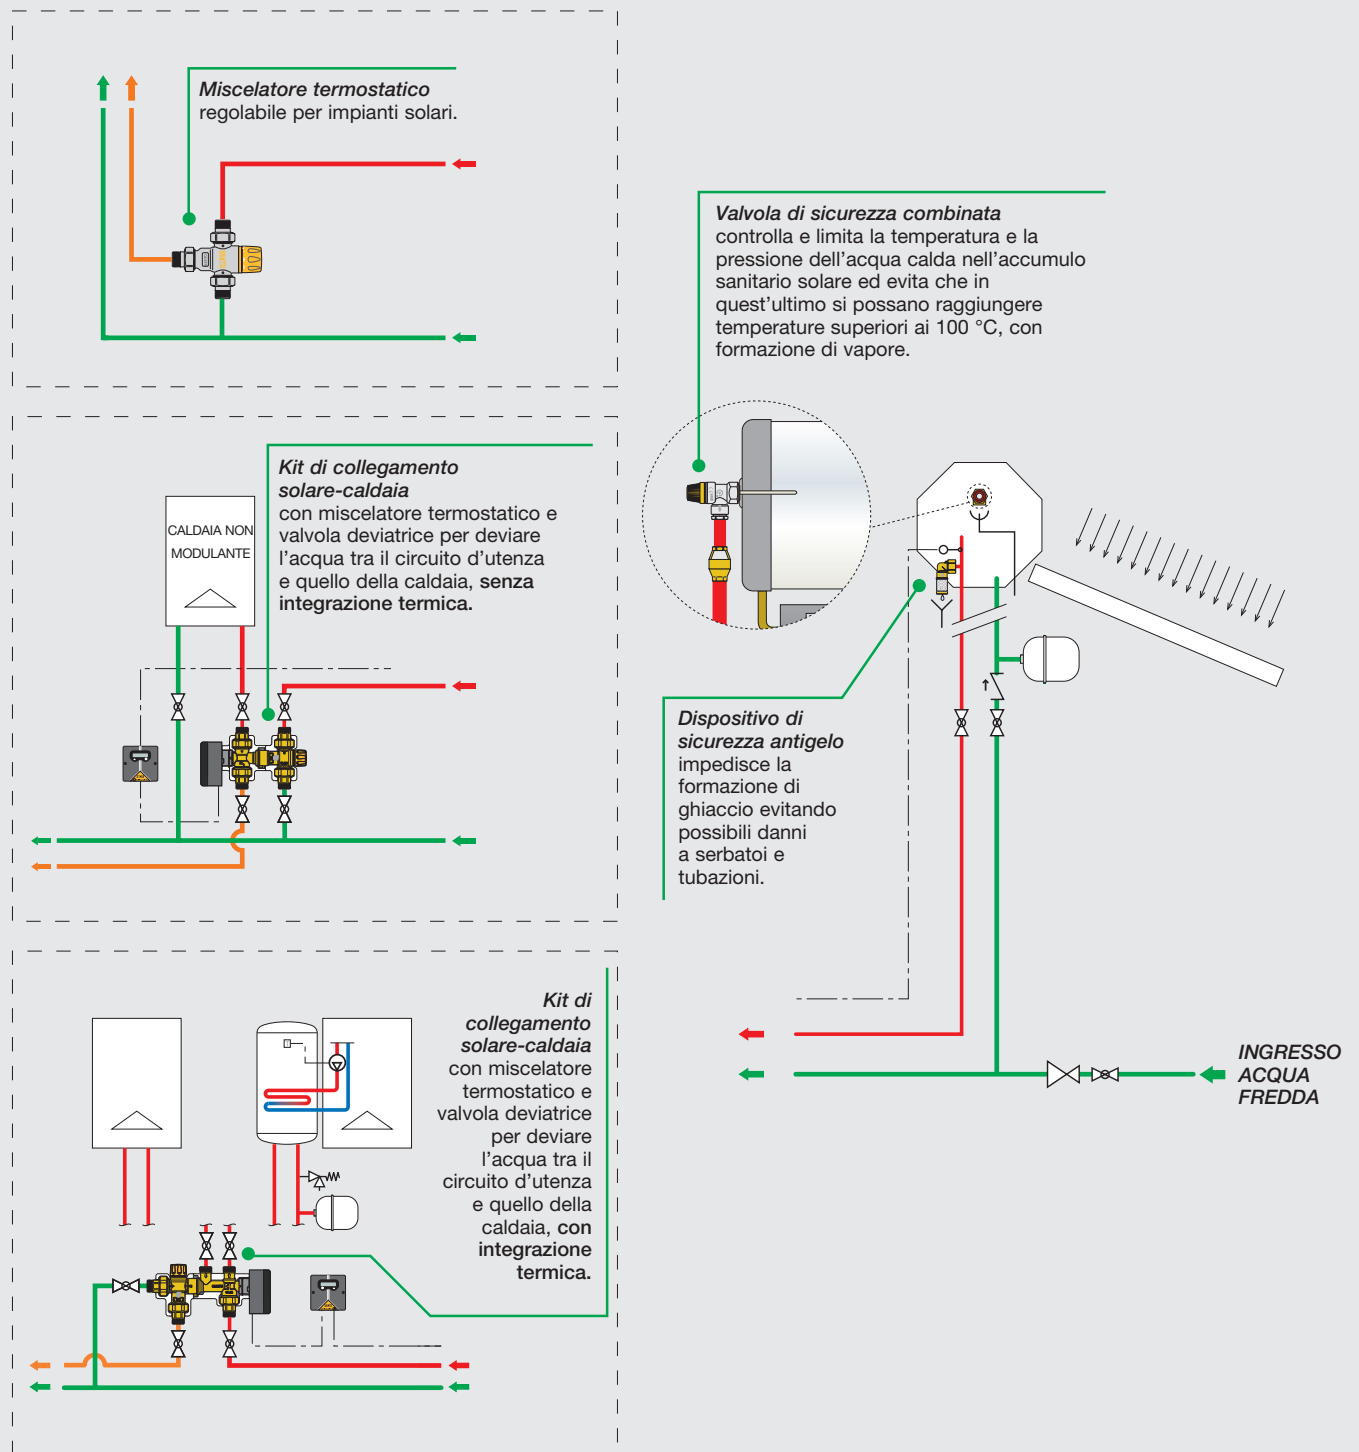 Miscelatore termostatico
regolabile per impianti solari.
Valvola di sicurezza combinata
controlla e limita la temperatura e la
pressione dell'acqua calda nell'accumulo
sanitario solare ed evita che in
quest'ultimo si possano raggiungere
temperature superiori ai 100 °C, con
formazione di vapore.
Kit di collegamento
solare-caldaia
con miscelatore termostatico e
valvola deviatrice per deviare
l'acqua tra il circuito d'utenza
e quello della caldaia, senza
integrazione termica.
CALDAIA NON
MODULANTE
Dispositivo di
sicurezza antigelo
impedisce la
formazione di
ghiaccio evitando
possibili danni
a serbatoi e
tubazioni.
Kit di
collegamento
solare-caldaia
con miscelatore
termostatico e
valvola deviatrice
per deviare
l'acqua tra il
circuito d'utenza
e quello della
caldaia, con
integrazione
termica.
INGRESSO
ACQUA
FREDDA